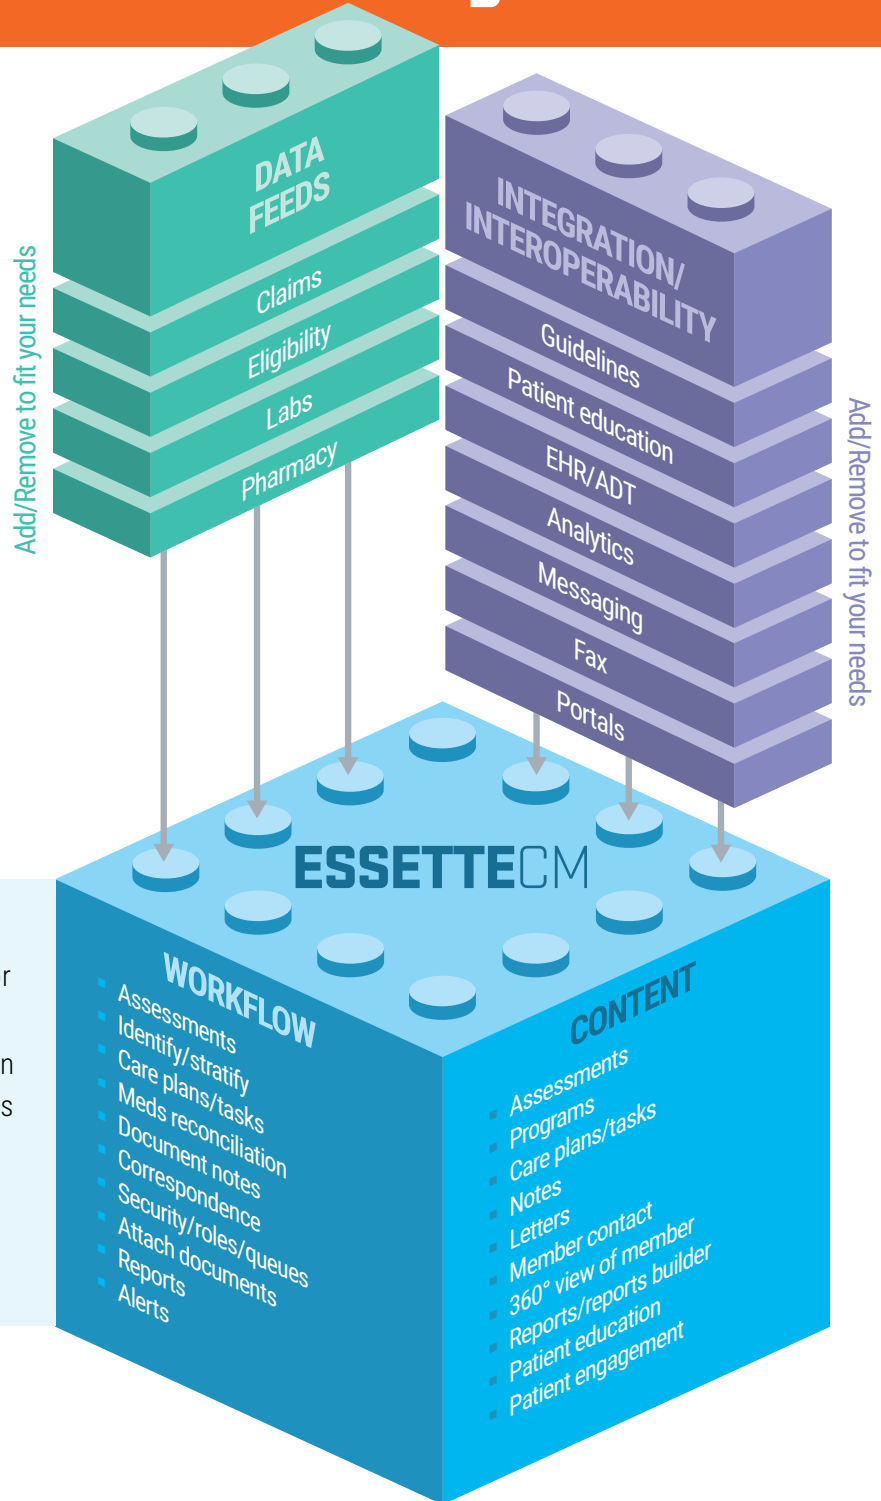 DATA
FEEDS
Claims
Eligibility
Labs
Pharmacy
Add/Remove to fit your needs
INTEGRATION/
INTEROPERABILITY
Guidelines
Patient education
EHR/ADT
Analytics
Messaging
Fax
Portals
Add/Remove to fit your needs
ESSETTECM
WORKFLOW
Assessments
Identify/stratify
Care plans/tasks
Meds reconciliation
Document notes
Correspondence
Security/roles/queues
Attach documents
Reports
Alerts
CONTENT
Assessments
Programs
Care plans/tasks
Notes
Letters
Member contact
360° view of member
Reports/reports builder
Patient education
Patient engagement